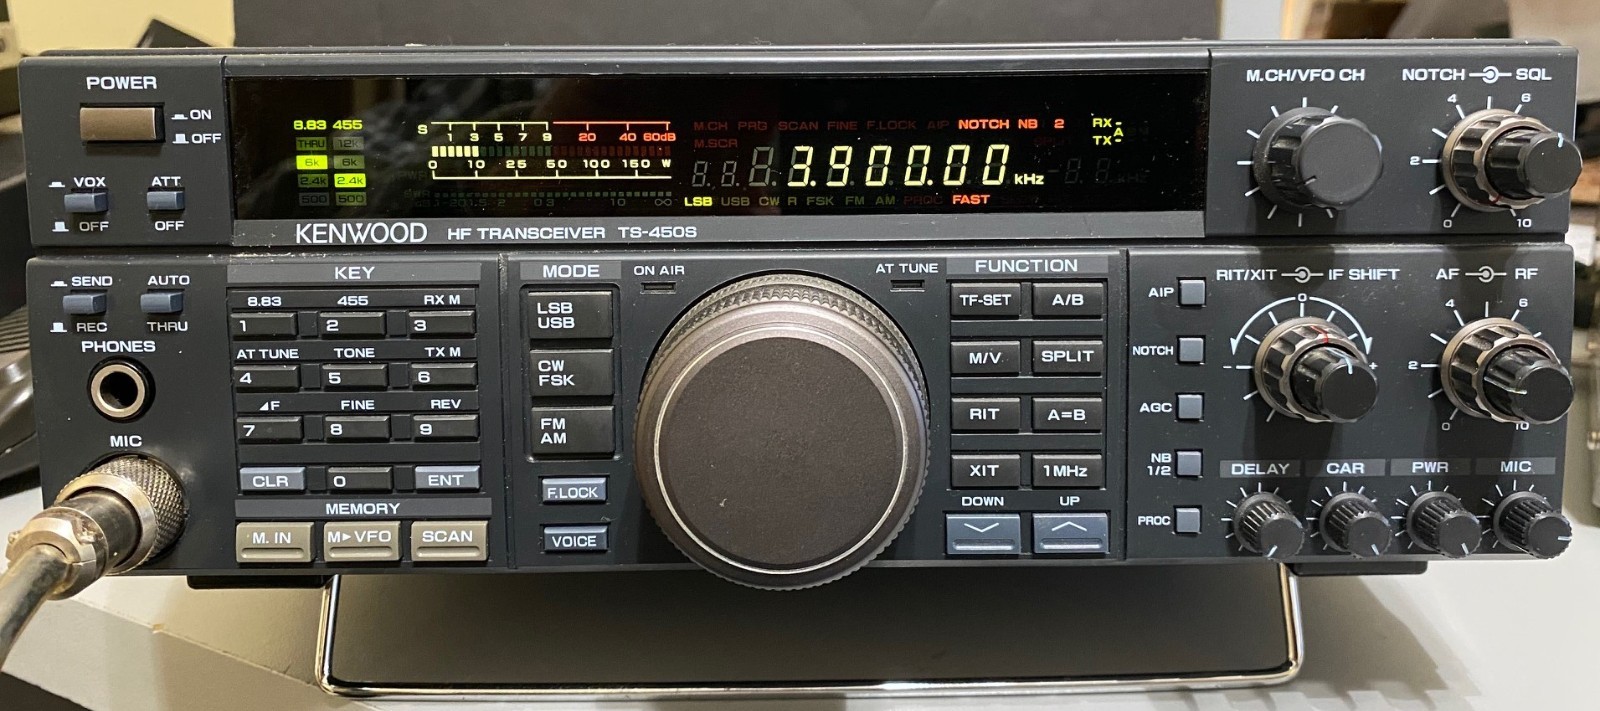 POWER
ON
OFF
VOX
ATT
OFF
OFF
8.83 455
THRU 12k
6k 6k
2.4k 2.4k
500 500
S 1 3 5 7 9 20 40 60dB
0 10 25 50 100 150 W
M.CH PRG SCAN FINE F.LOCK AIP NOTCH NB 2
M.SCR
3.900.00 kHz
LSB USB CW R FSK FM AM PROC FAST
RX
TX
A
KENWOOD HF TRANSCEIVER TS-450S
M.CH/VFO CH
NOTCH SQL
4 6
2
0 10
SEND
AUTO
REC
THRU
PHONES
MIC
KEY
8.83 455 RX M
1 2 3
AT TUNE TONE TX M
4 5 6
⊿F FINE REV
7 8 9
CLR 0 ENT
MEMORY
M. IN M►VFO SCAN
MODE
LSB
USB
CW
FSK
FM
AM
F.LOCK
VOICE
ON AIR
AT TUNE
FUNCTION
TF-SET A/B
M/V SPLIT
RIT A=B
XIT 1MHz
DOWN UP
AIP
NOTCH
AGC
NB
1/2
PROC
RIT/XIT IF SHIFT
0
- +
AF RF
4 6
2
0 10
DELAY CAR PWR MIC